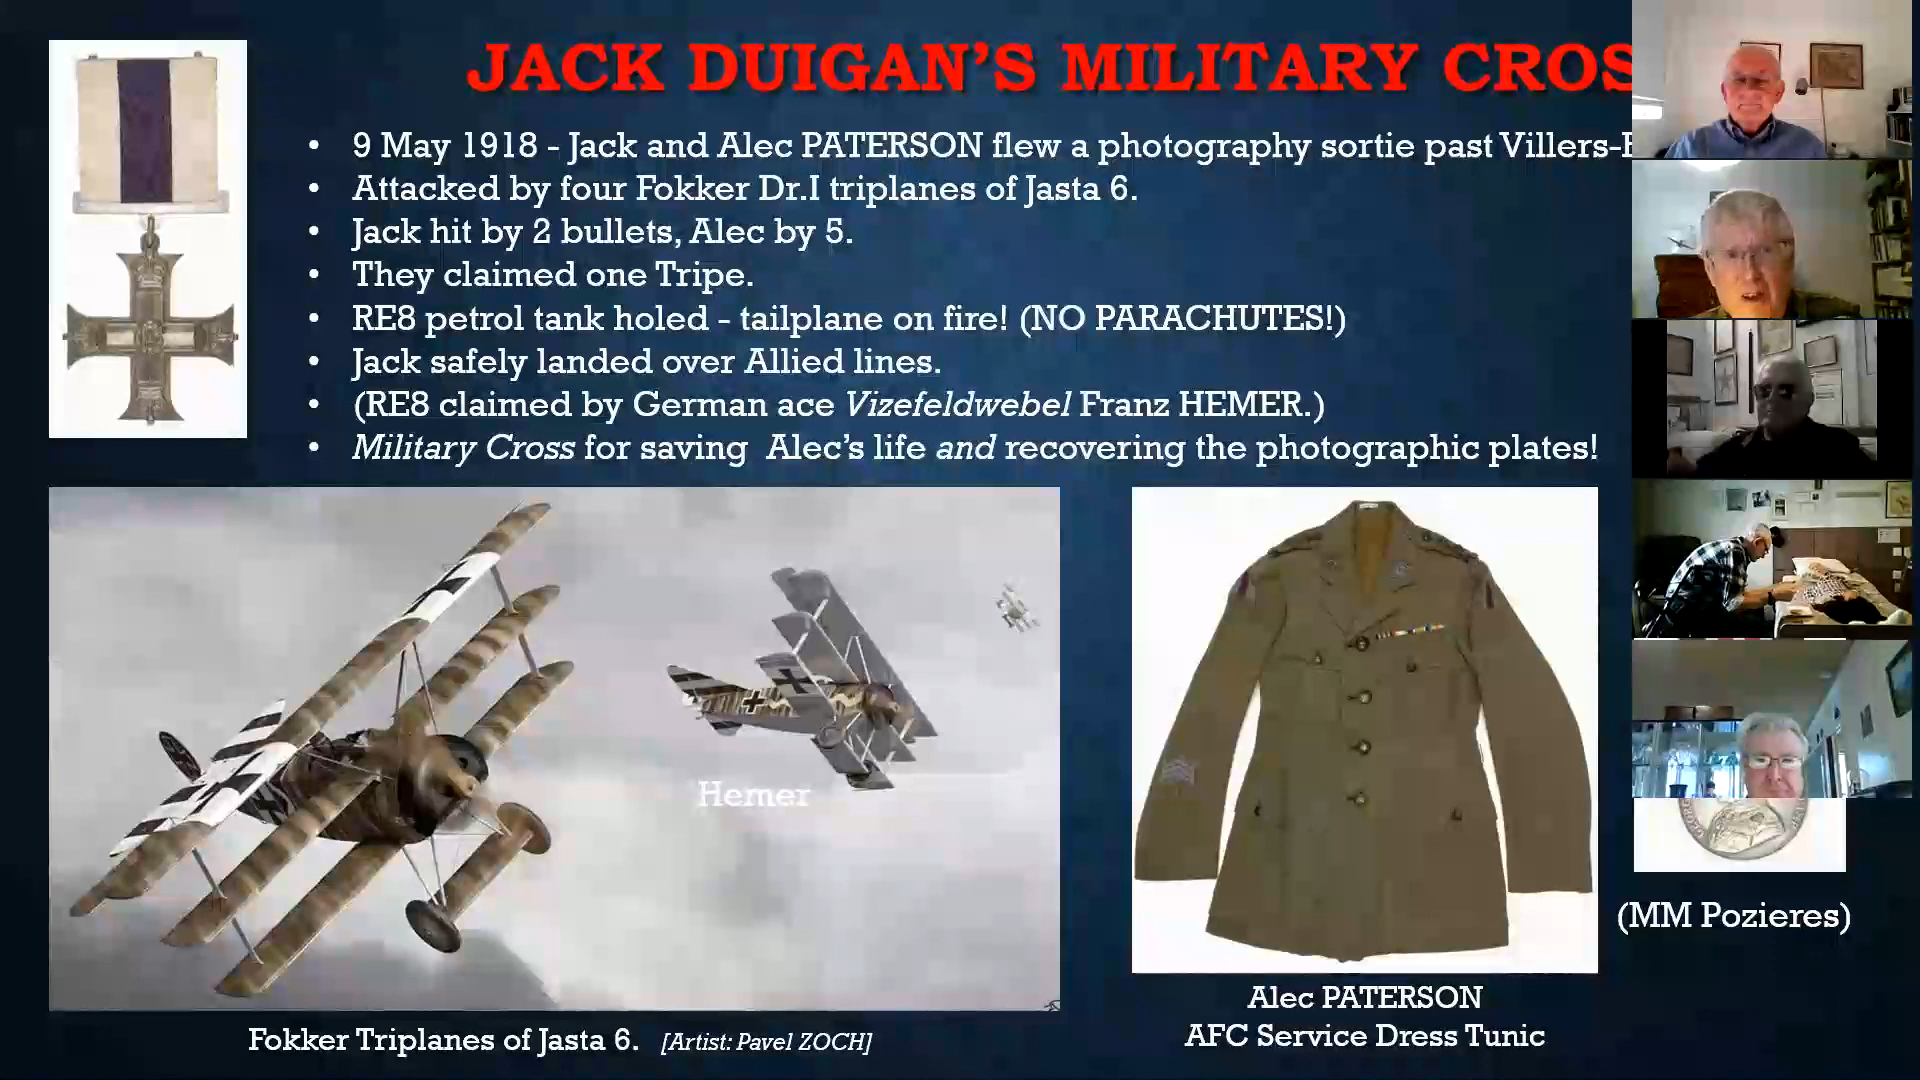 JACK DUIGAN'S MILITARY CROS
• 9 May 1918 - Jack and Alec PATERSON flew a photography sortie past Villers-
• Attacked by four Fokker Dr.I triplanes of Jasta 6.
• Jack hit by 2 bullets, Alec by 5.
• They claimed one Tripe.
• RE8 petrol tank holed - tailplane on fire! (NO PARACHUTES!)
• Jack safely landed over Allied lines.
• (RE8 claimed by German ace Vizefeldwebel Franz HEMER.)
• Military Cross for saving Alec's life and recovering the photographic plates!
Hemer
(MM Pozieres)
Fokker Triplanes of Jasta 6. [Artist: Pavel ZOCH]
Alec PATERSON
AFC Service Dress Tunic